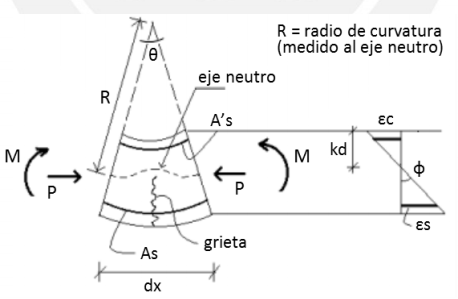 R = radio de curvatura
(medido al eje neutro)
θ
eje neutro
R
A's
εc
M
P
kd
M
P
ϕ
εs
As
grieta
dx